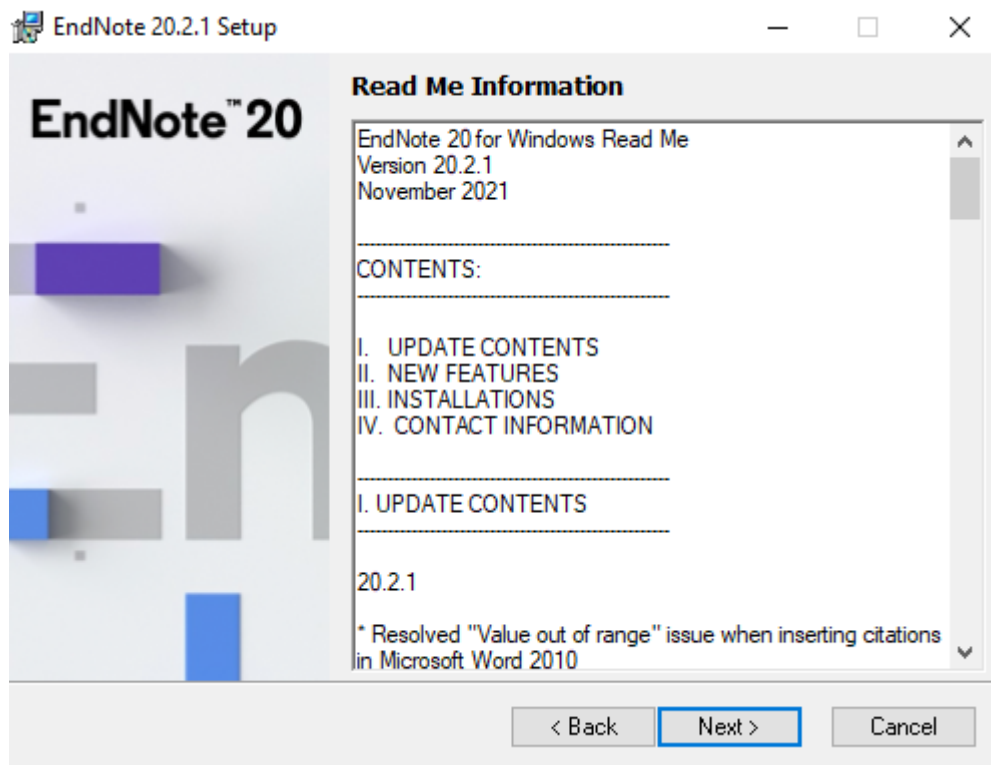 EndNote 20.2.1 Setup
EndNote™20
En
Read Me Information
EndNote 20 for Windows Read Me
Version 20.2.1
November 2021
------------------------------------------------------------
CONTENTS:
------------------------------------------------------------
I. UPDATE CONTENTS
II. NEW FEATURES
III. INSTALLATIONS
IV. CONTACT INFORMATION
------------------------------------------------------------
I. UPDATE CONTENTS
------------------------------------------------------------
20.2.1
* Resolved "Value out of range" issue when inserting citations
in Microsoft Word 2010
< Back
Next >
Cancel